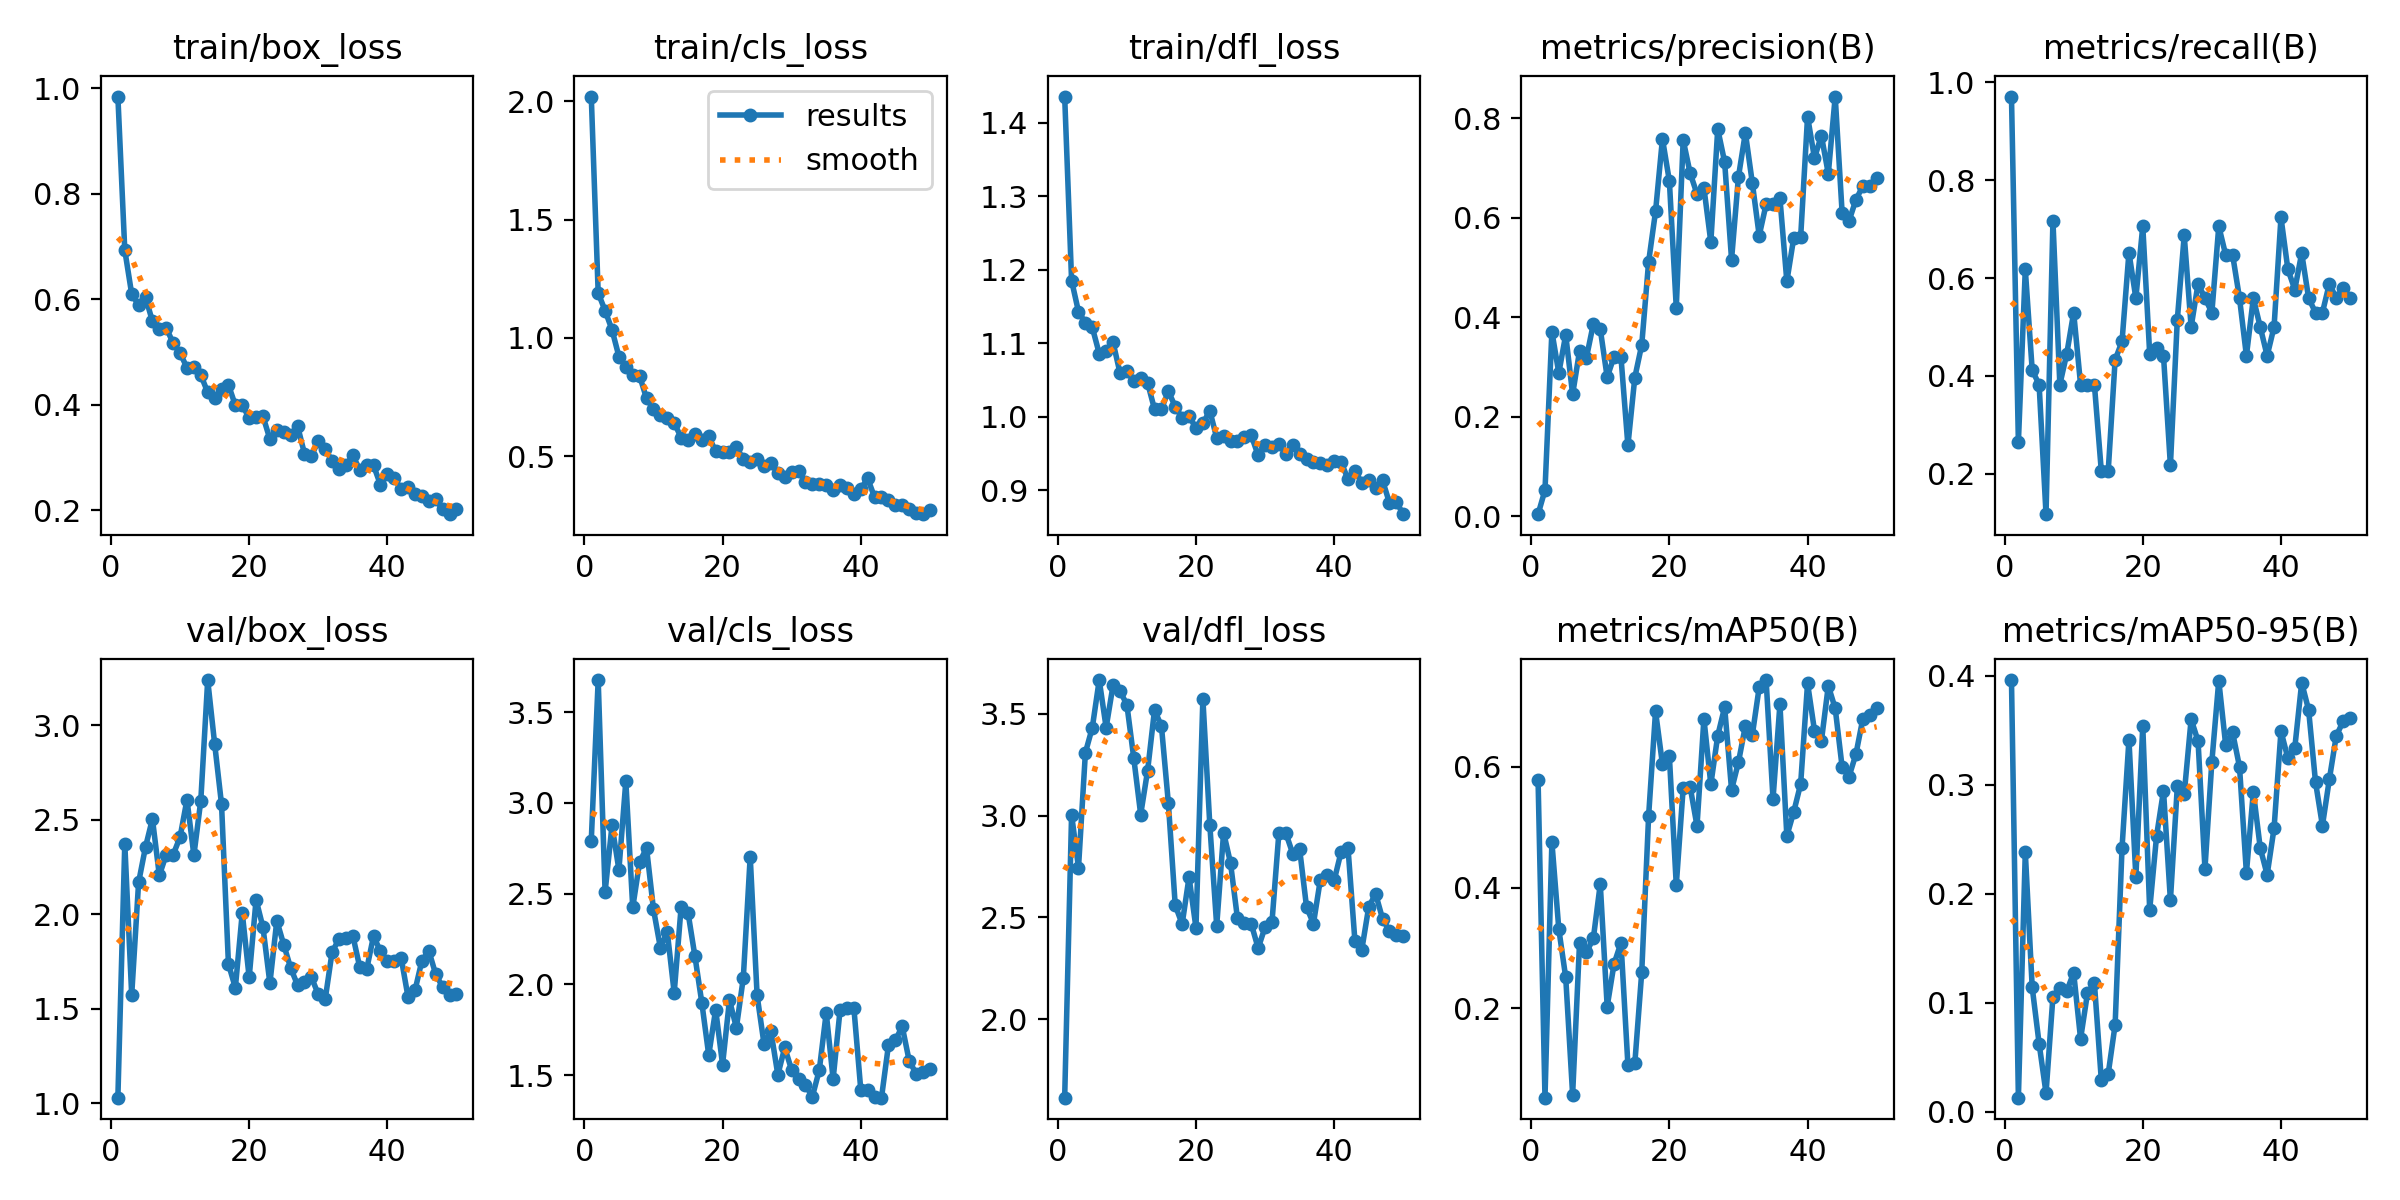 train/box_loss
1.0
0.8
0.6
0.4
0.2
0 20 40
train/cls_loss
results
smooth
2.0
1.5
1.0
0.5
0 20 40
train/dfl_loss
1.4
1.3
1.2
1.1
1.0
0.9
0 20 40
metrics/precision(B)
0.8
0.6
0.4
0.2
0.0
0 20 40
metrics/recall(B)
1.0
0.8
0.6
0.4
0.2
0 20 40
val/box_loss
3.0
2.5
2.0
1.5
1.0
0 20 40
val/cls_loss
3.5
3.0
2.5
2.0
1.5
0 20 40
val/dfl_loss
3.5
3.0
2.5
2.0
0 20 40
metrics/mAP50(B)
0.6
0.4
0.2
0 20 40
metrics/mAP50-95(B)
0.4
0.3
0.2
0.1
0.0
0 20 40